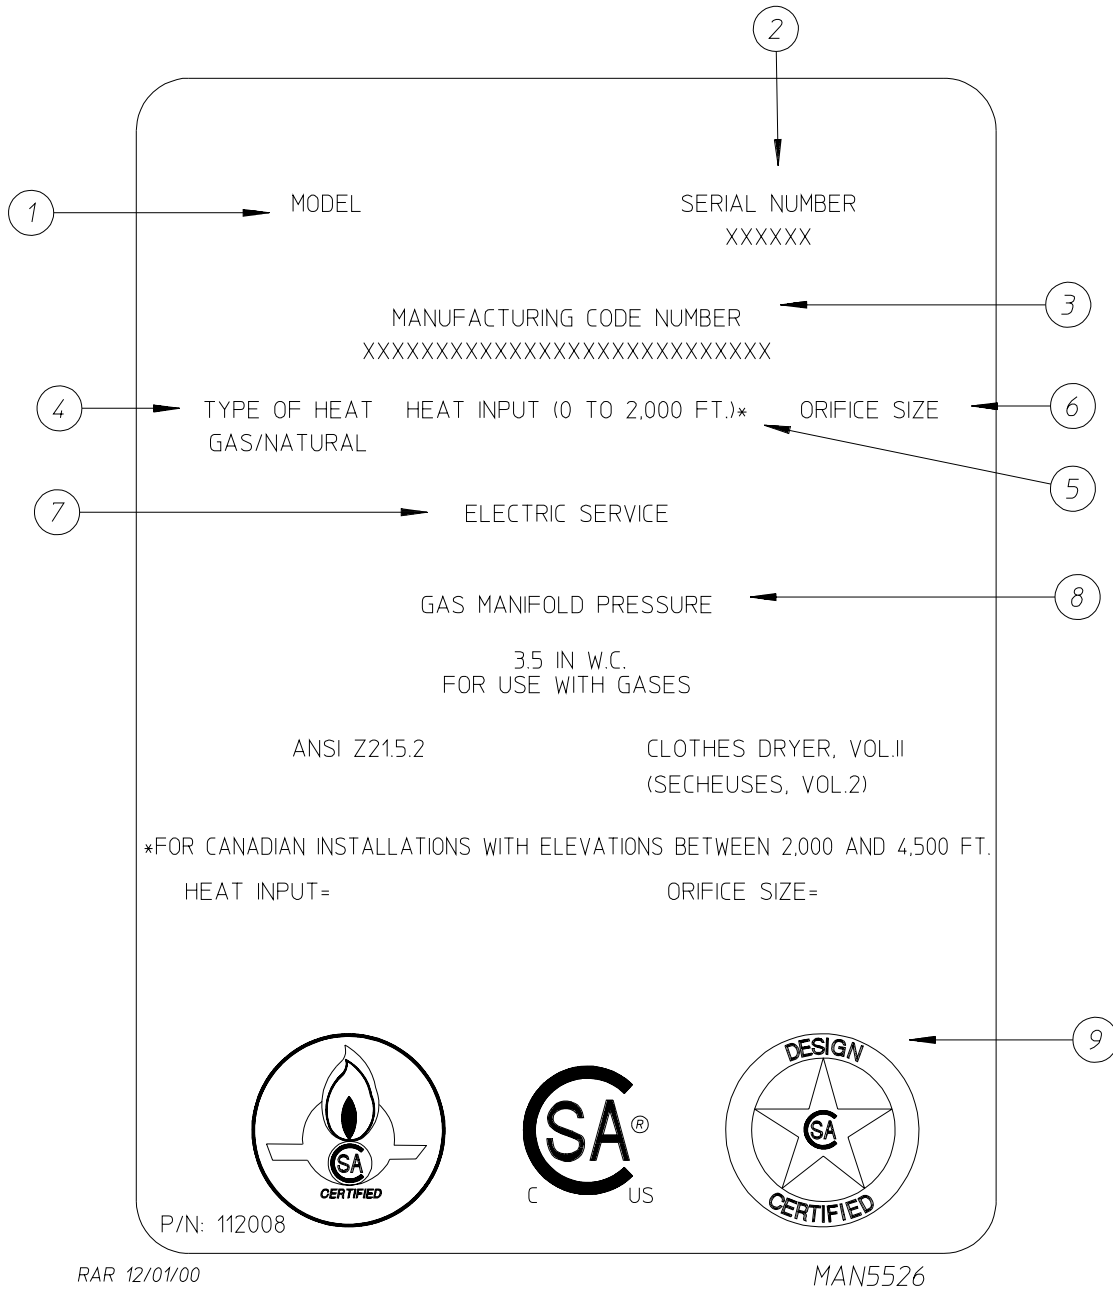 2
1 MODEL SERIAL NUMBER
XXXXXX
3
MANUFACTURING CODE NUMBER
XXXXXXXXXXXXXXXXXXXXXXXXXXXX
4 TYPE OF HEAT HEAT INPUT (0 TO 2,000 FT.)* ORIFICE SIZE 6
GAS/NATURAL
5
7 ELECTRIC SERVICE
GAS MANIFOLD PRESSURE 8
3.5 IN W.C.
FOR USE WITH GASES
ANSI Z21.5.2 CLOTHES DRYER, VOL.II
(SECHEUSES, VOL.2)
*FOR CANADIAN INSTALLATIONS WITH ELEVATIONS BETWEEN 2,000 AND 4,500 FT.
HEAT INPUT= ORIFICE SIZE=
9
DESIGN
SA
CERTIFIED
SA ®
C US
SA
CERTIFIED
P/N: 112008
RAR 12/01/00 MAN5526